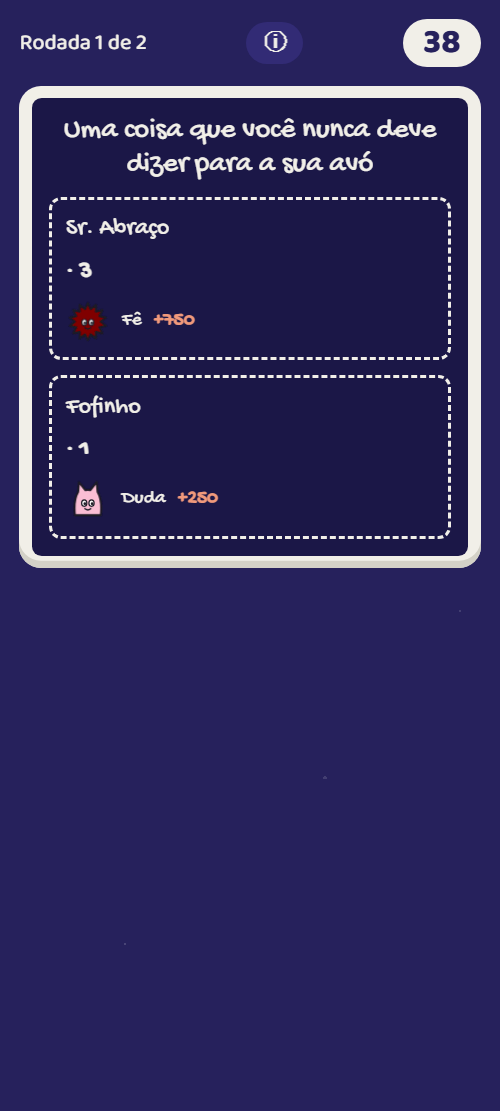 Rodada 1 de 2
38
Uma coisa que você nunca deve
dizer para a sua avó
Sr. Abraço
· 3
Fê +750
Fofinho
· 1
Duda +250